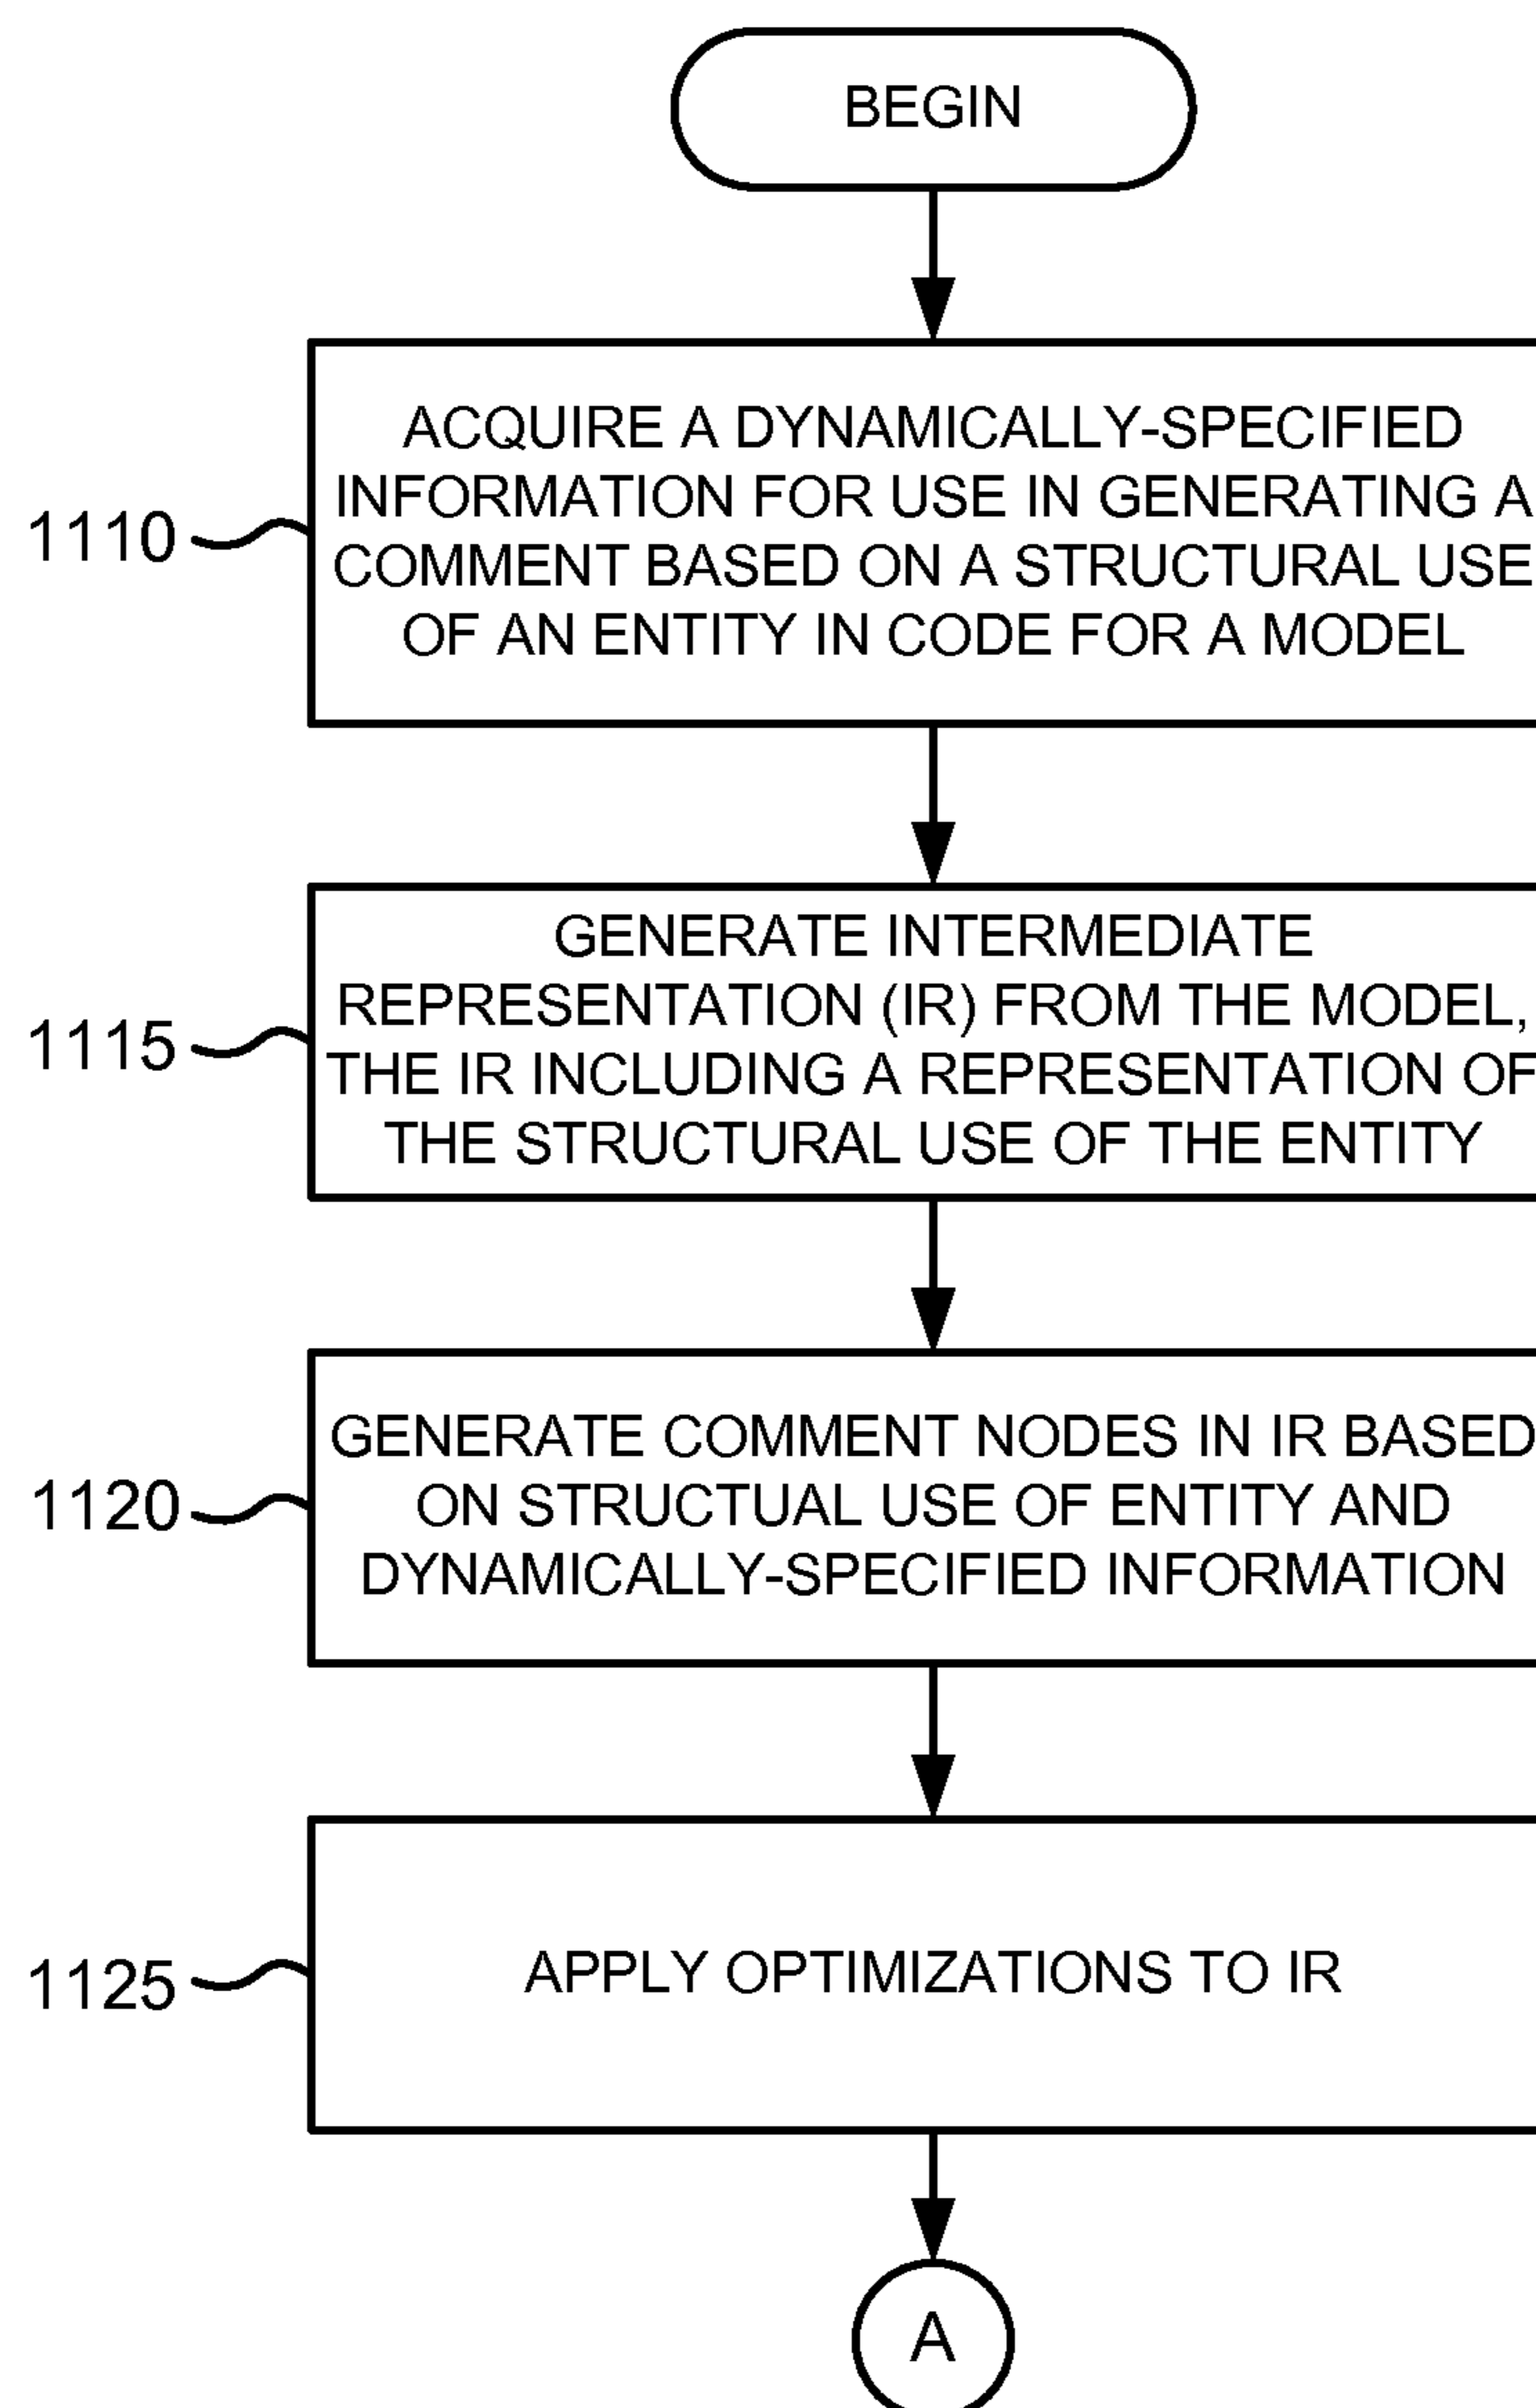 BEGIN
1110
ACQUIRE A DYNAMICALLY-SPECIFIED
INFORMATION FOR USE IN GENERATING A
COMMENT BASED ON A STRUCTURAL USE
OF AN ENTITY IN CODE FOR A MODEL
1115
GENERATE INTERMEDIATE
REPRESENTATION (IR) FROM THE MODEL,
THE IR INCLUDING A REPRESENTATION OF
THE STRUCTURAL USE OF THE ENTITY
1120
GENERATE COMMENT NODES IN IR BASED
ON STRUCTUAL USE OF ENTITY AND
DYNAMICALLY-SPECIFIED INFORMATION
1125
APPLY OPTIMIZATIONS TO IR
A